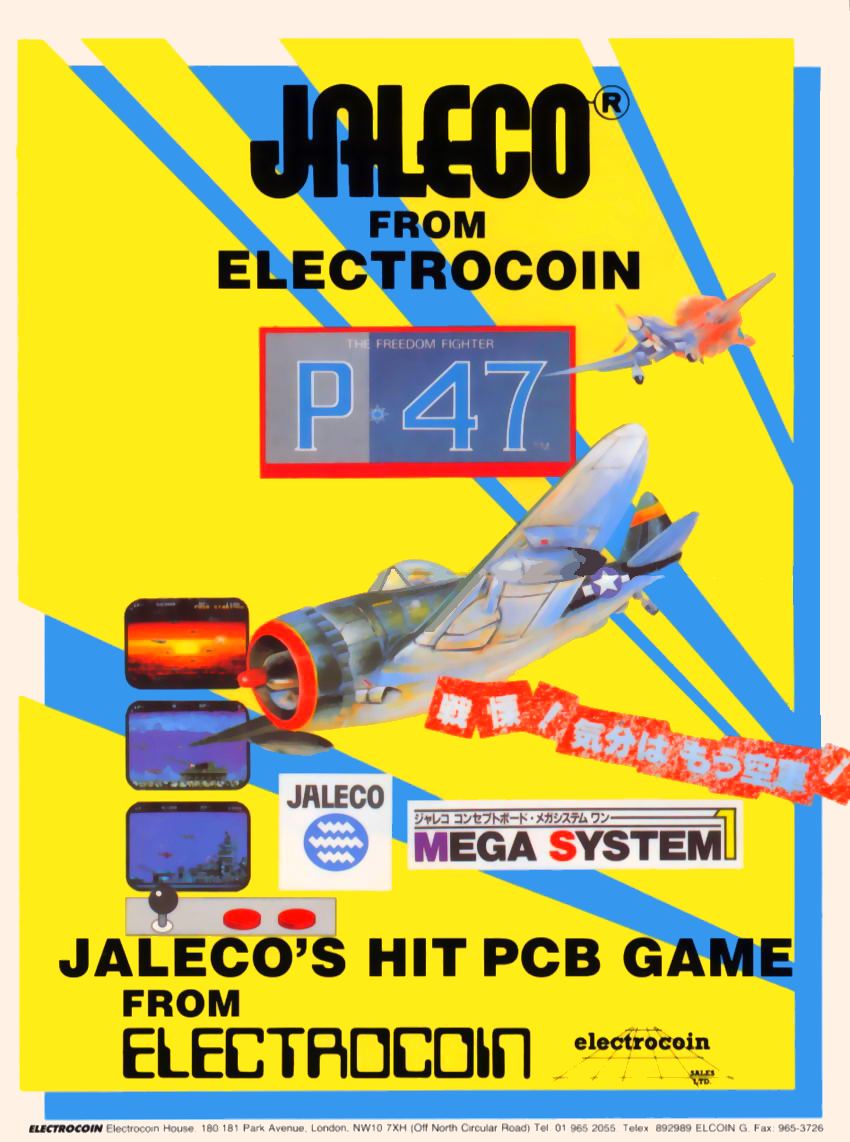 JALECO®
FROM
ELECTROCOIN
THE FREEDOM FIGHTER
P·47 ™
戦慄！気分はもう空軍！
JALECO
ジャレコ コンセプトボード・メガシステム ワン
MEGA SYSTEM 1
JALECO'S HIT PCB GAME
FROM
ELECTROCOIN
electrocoin
SALES
LTD.
ELECTROCOIN Electrocoin House. 180 181 Park Avenue. London. NW10 7XH (Off North Circular Road) Tel. 01 965 2055 Telex 892989 ELCOIN G. Fax: 965-3726